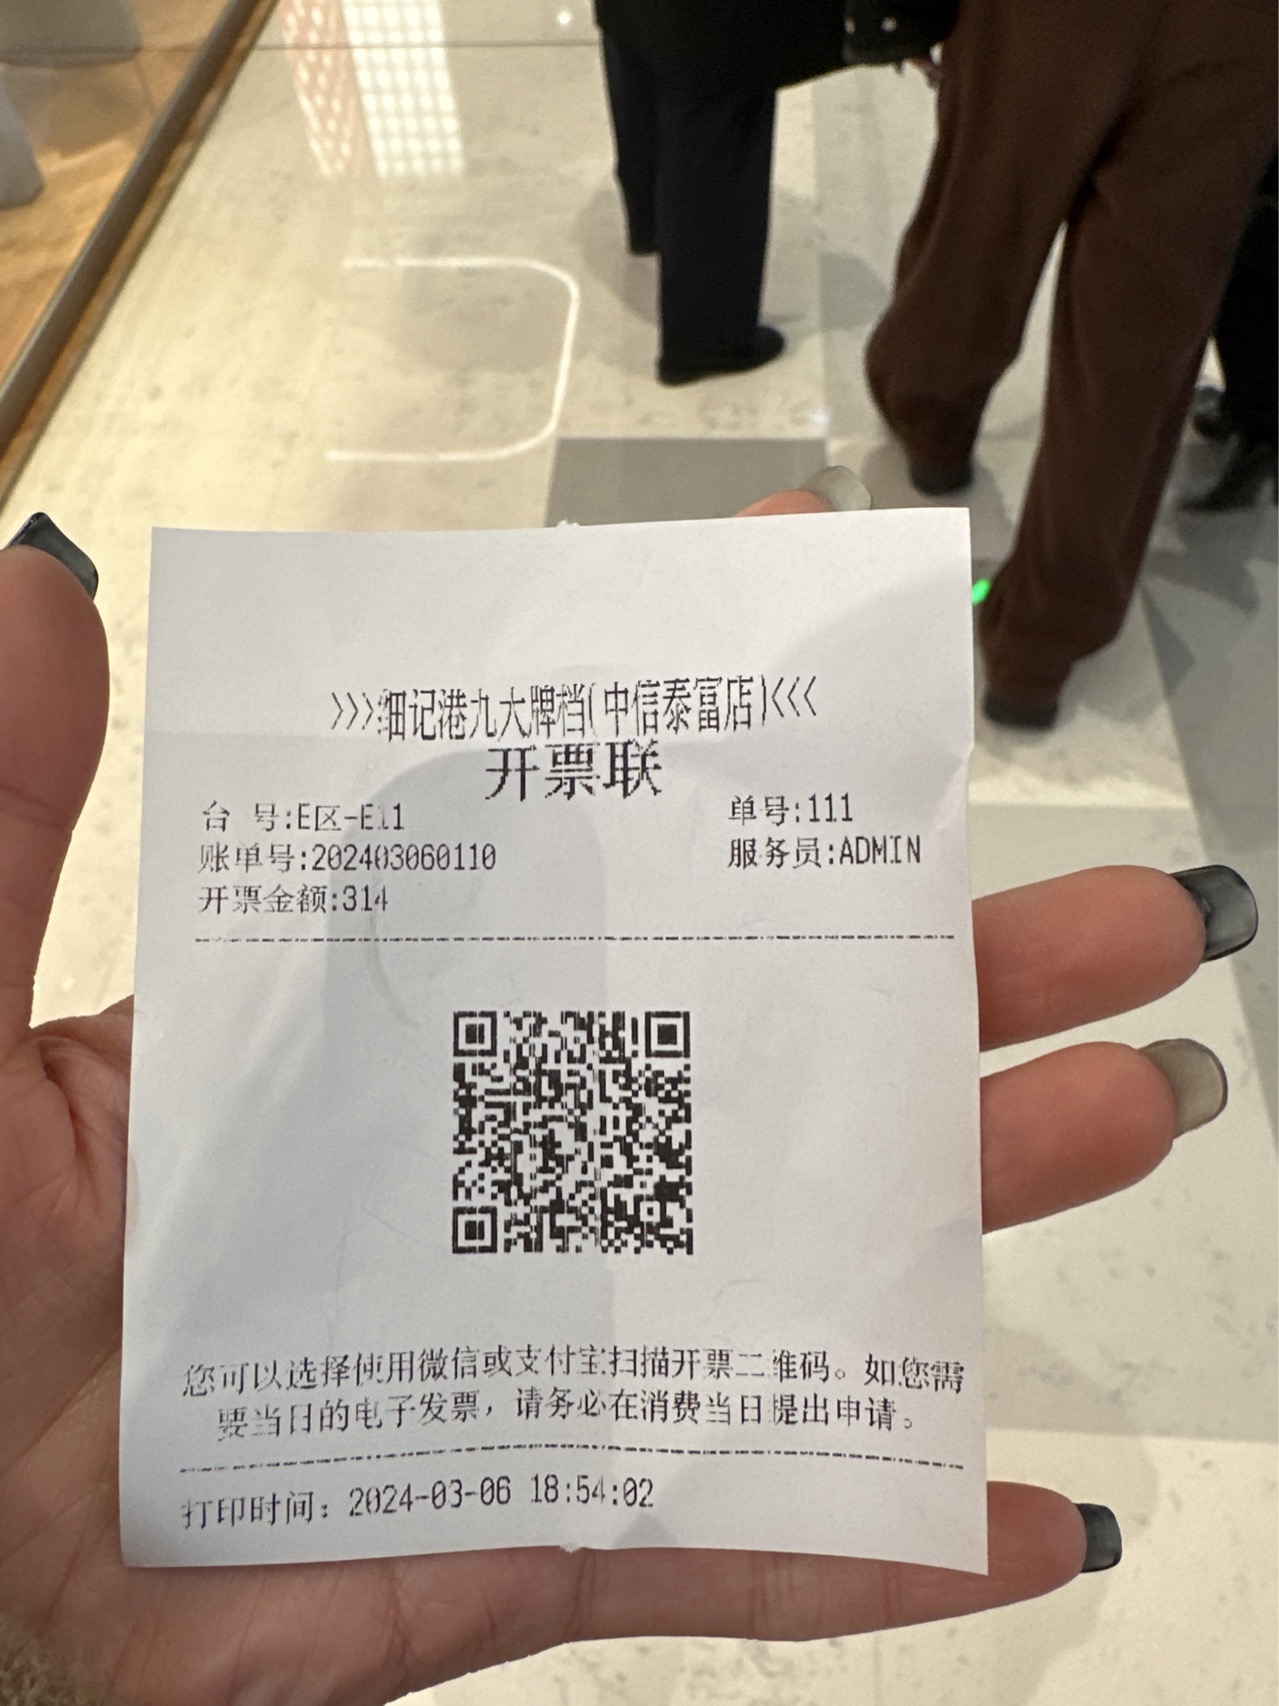 >>>细记港九大牌档(中信泰富店)<<<
开票联
台 号:E区-E11 单号:111
账单号:202403060110 服务员:ADMIN
开票金额:314
您可以选择使用微信或支付宝扫描开票二维码。如您需
要当日的电子发票，请务必在消费当日提出申请。
打印时间：2024-03-06 18:54:02